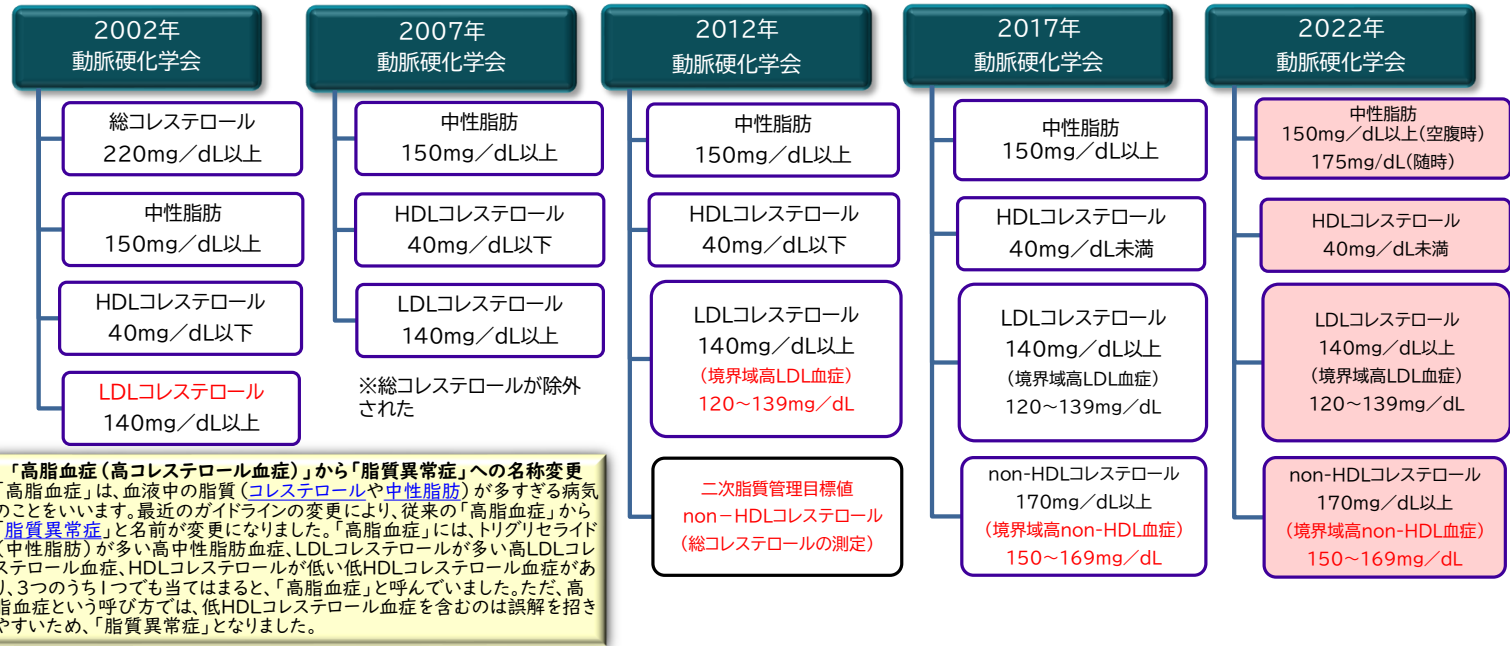 2002年
動脈硬化学会
総コレステロール
220mg／dL以上
中性脂肪
150mg／dL以上
HDLコレステロール
40mg／dL以下
LDLコレステロール
140mg／dL以上
2007年
動脈硬化学会
中性脂肪
150mg／dL以上
HDLコレステロール
40mg／dL以下
LDLコレステロール
140mg／dL以上
※総コレステロールが除外
された
2012年
動脈硬化学会
中性脂肪
150mg／dL以上
HDLコレステロール
40mg／dL以下
LDLコレステロール
140mg／dL以上
（境界域高LDL血症）
120～139mg／dL
二次脂質管理目標値
non－HDLコレステロール
（総コレステロールの測定）
2017年
動脈硬化学会
中性脂肪
150mg／dL以上
HDLコレステロール
40mg／dL未満
LDLコレステロール
140mg／dL以上
（境界域高LDL血症）
120～139mg／dL
non-HDLコレステロール
170mg／dL以上
（境界域高non-HDL血症）
150～169mg／dL
2022年
動脈硬化学会
中性脂肪
150mg／dL以上（空腹時）
175mg/dL（随時）
HDLコレステロール
40mg／dL未満
LDLコレステロール
140mg／dL以上
（境界域高LDL血症）
120～139mg／dL
non-HDLコレステロール
170mg／dL以上
（境界域高non-HDL血症）
150～169mg／dL
「高脂血症（高コレステロール血症）」から「脂質異常症」への名称変更
「高脂血症」は、血液中の脂質（コレステロールや中性脂肪）が多すぎる病気
のことをいいます。最近のガイドラインの変更により、従来の「高脂血症」から
「脂質異常症」と名前が変更になりました。「高脂血症」には、トリグリセライド
（中性脂肪）が多い高中性脂肪血症、LDLコレステロールが多い高LDLコレ
ステロール血症、HDLコレステロールが低い低HDLコレステロール血症があ
り、3つのうち1つでも当てはまると、「高脂血症」と呼んでいました。ただ、高
脂血症という呼び方では、低HDLコレステロール血症を含むのは誤解を招き
やすいため、「脂質異常症」となりました。